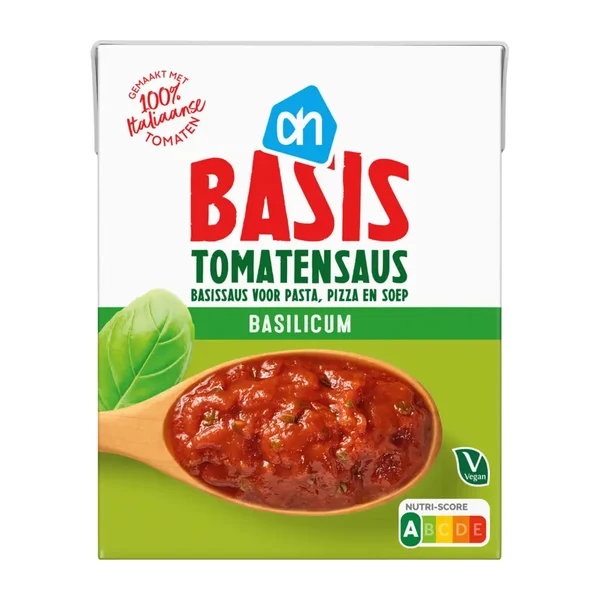 GEMAAKT MET
100%
Italiaanse
TOMATEN
ah
BASIS
TOMATENSAUS
BASISSAUS VOOR PASTA, PIZZA EN SOEP
BASILICUM
V
Vegan
NUTRI-SCORE
A B C D E